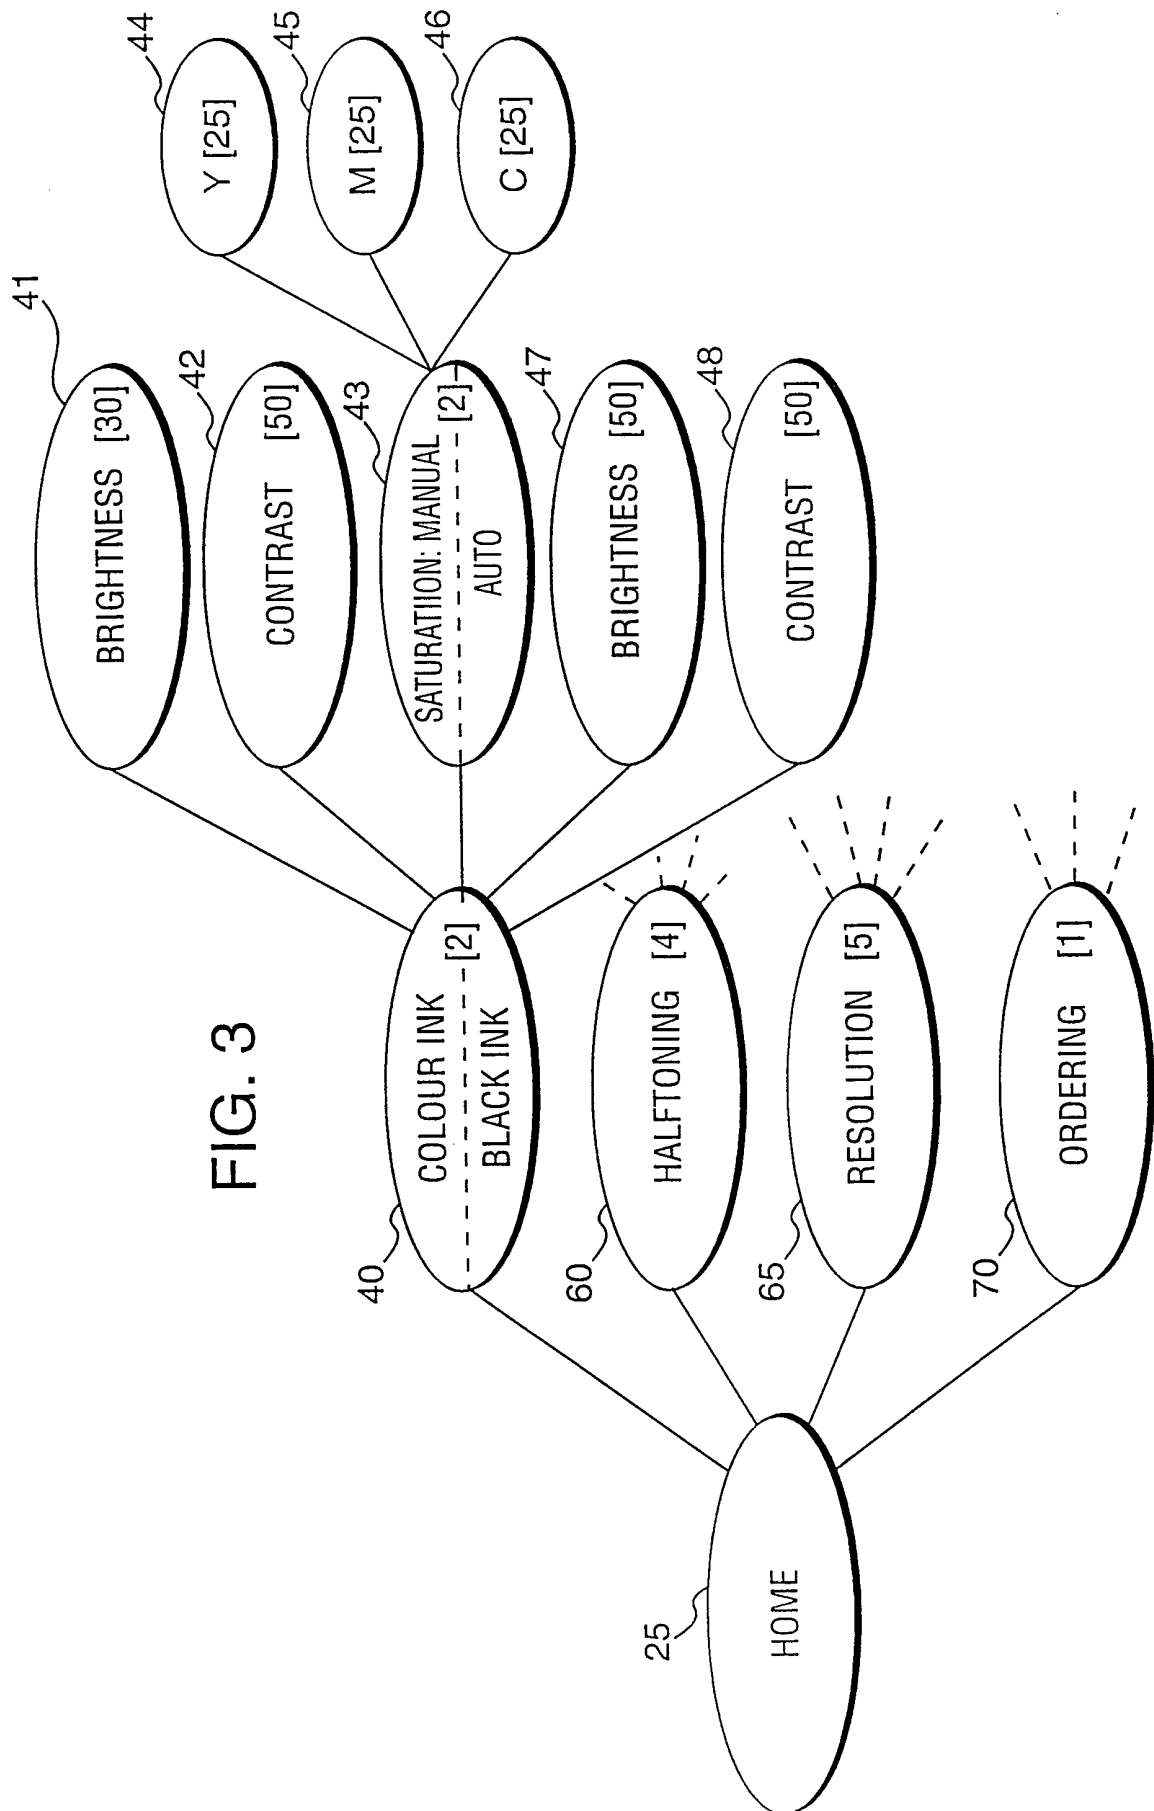 FIG. 3
25
HOME
40
COLOUR INK
[2]
BLACK INK
60
HALFTONING [4]
65
RESOLUTION [5]
70
ORDERING [1]
41
BRIGHTNESS [30]
42
CONTRAST [50]
43
SATURATIION: MANUAL
[2]
AUTO
47
BRIGHTNESS [50]
48
CONTRAST [50]
44
Y [25]
45
M [25]
46
C [25]